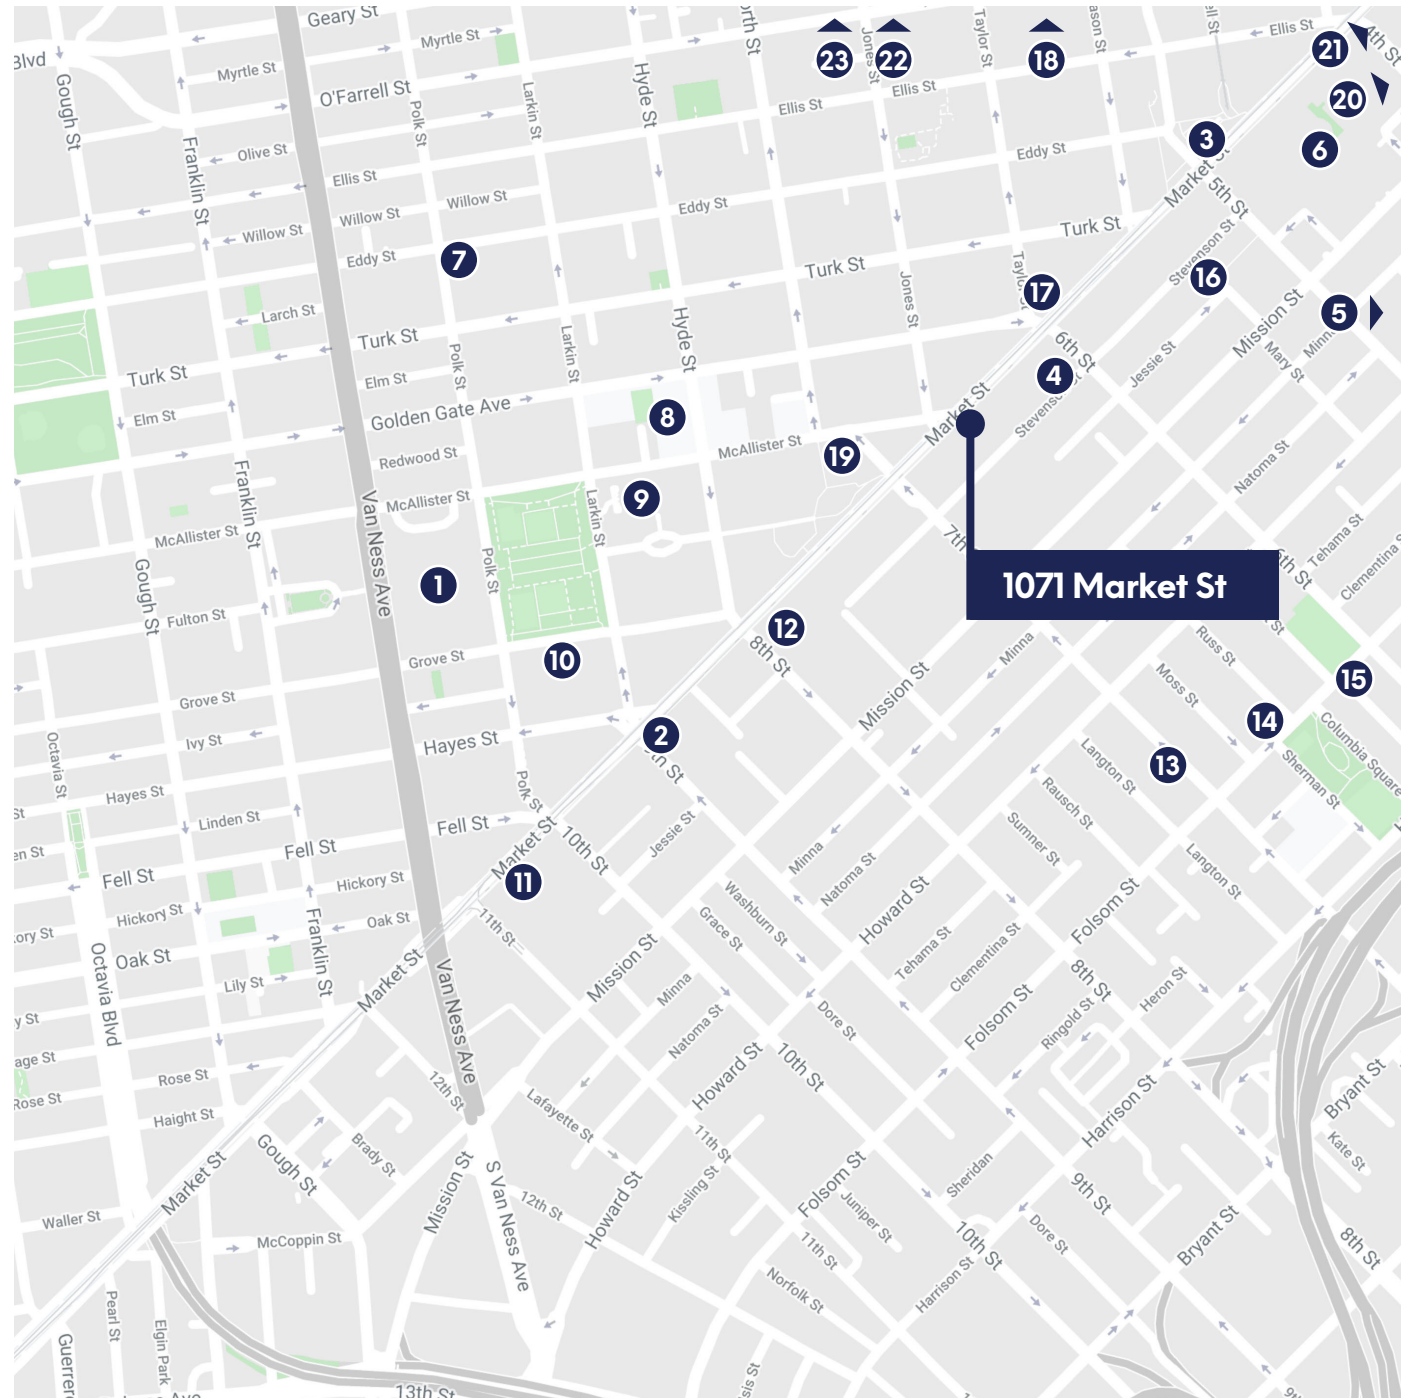 Geary St
Myrtle St
Ellis St
4th St
Blvd
Myrtle St
O'Farrell St
23
22
18
21
20
Gough St
Franklin St
Polk St
Larkin St
Hyde St
Jones St
Taylor St
Ellis St
Ellis St
Olive St
Ellis St
Willow St
Willow St
Willow St
Eddy St
Eddy St
Eddy St
3
6
Market St
5th St
7
Turk St
Turk St
Turk St
Turk St
Larch St
Stevenson St
16
17
5
Jones St
Hyde St
Larkin St
Polk St
Elm St
Elm St
Golden Gate Ave
6th St
4
Jessie St
Mission St
Mary St
Minna
8
McAllister St
19
Market St
Redwood St
McAllister St
McAllister St
9
Natoma St
Tehama St
Clementina St
Franklin St
Van Ness Ave
Polk St
Larkin St
7th
1
1071 Market St
Gough St
Fulton St
12
8th St
Grove St
Grove St
10
Minna
Russ St
Moss St
15
14
Mission St
Octavia St
Ivy St
Hayes St
Hayes St
2
13
Langton St
Columbia Square
Sherman St
Polk St
Rausch St
Sumner St
Linden St
Fell St
Fell St
Fell St
Market St
10th St
Jessie St
Minna
Natoma St
Langton St
11
Hickory St
Hickory St
Oak St
Oak St
11th St
Washburn St
Grace St
Howard St
Folsom St
Tehama St
Clementina St
Octavia Blvd
Franklin St
Lily St
Market St
Van Ness Ave
Mission St
Minna
Natoma St
Dore St
Folsom St
8th St
Heron St
Ringold St
Rose St
Rose St
Haight St
12th St
Lafayette St
Howard St
10th St
Harrison St
Bryant St
Kate St
Gough St
Brady St
Market St
11th St
Kissling St
Mission St
S Van Ness Ave
12th St
Howard St
Folsom St
Juniper St
Sheridan
9th St
Waller St
McCoppin St
11th St
10th St
Dore St
Bryant St
8th St
Norfolk St
Harrison St
Pearl St
Elgin Park
13th St